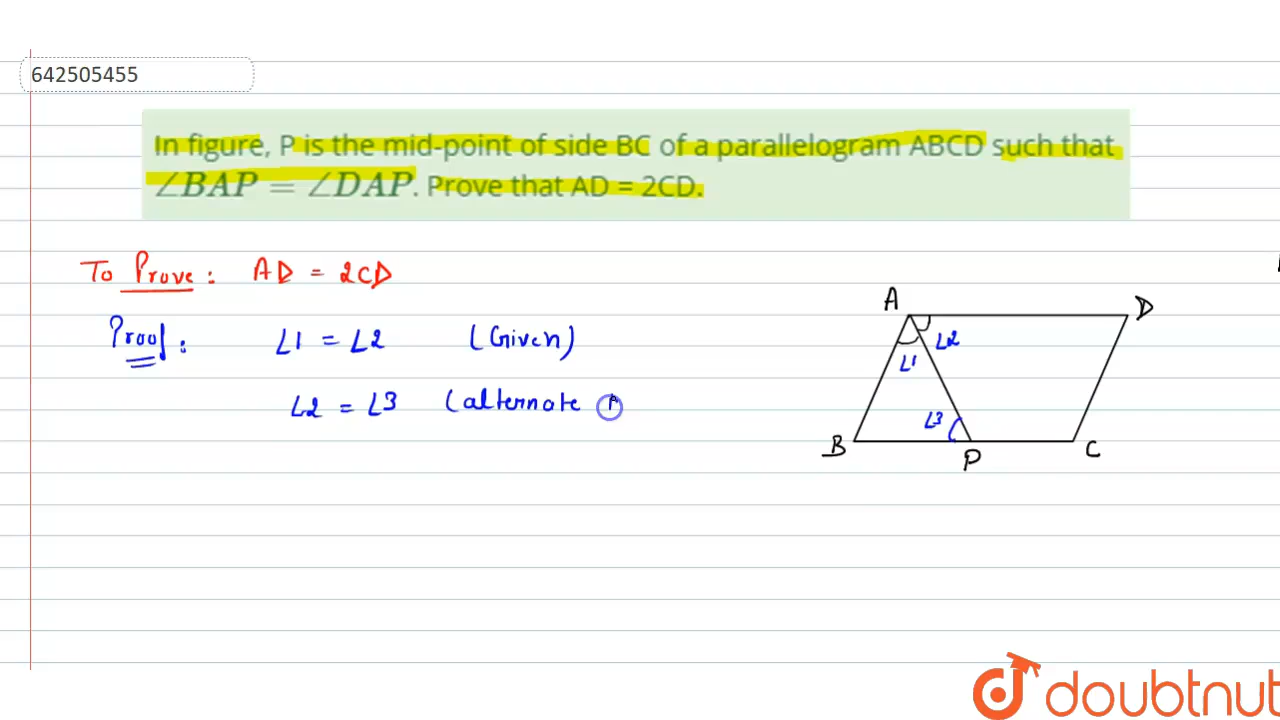 642505455
In figure, P is the mid-point of side BC of a parallelogram ABCD such that
∠BAP = ∠DAP. Prove that AD = 2CD.
To Prove : AD = 2CD
Proof : ∠1 = ∠2 (Given)
∠2 = ∠3 (alternate A
A
D
∠2
∠1
∠3
B
P
C
doubtnut